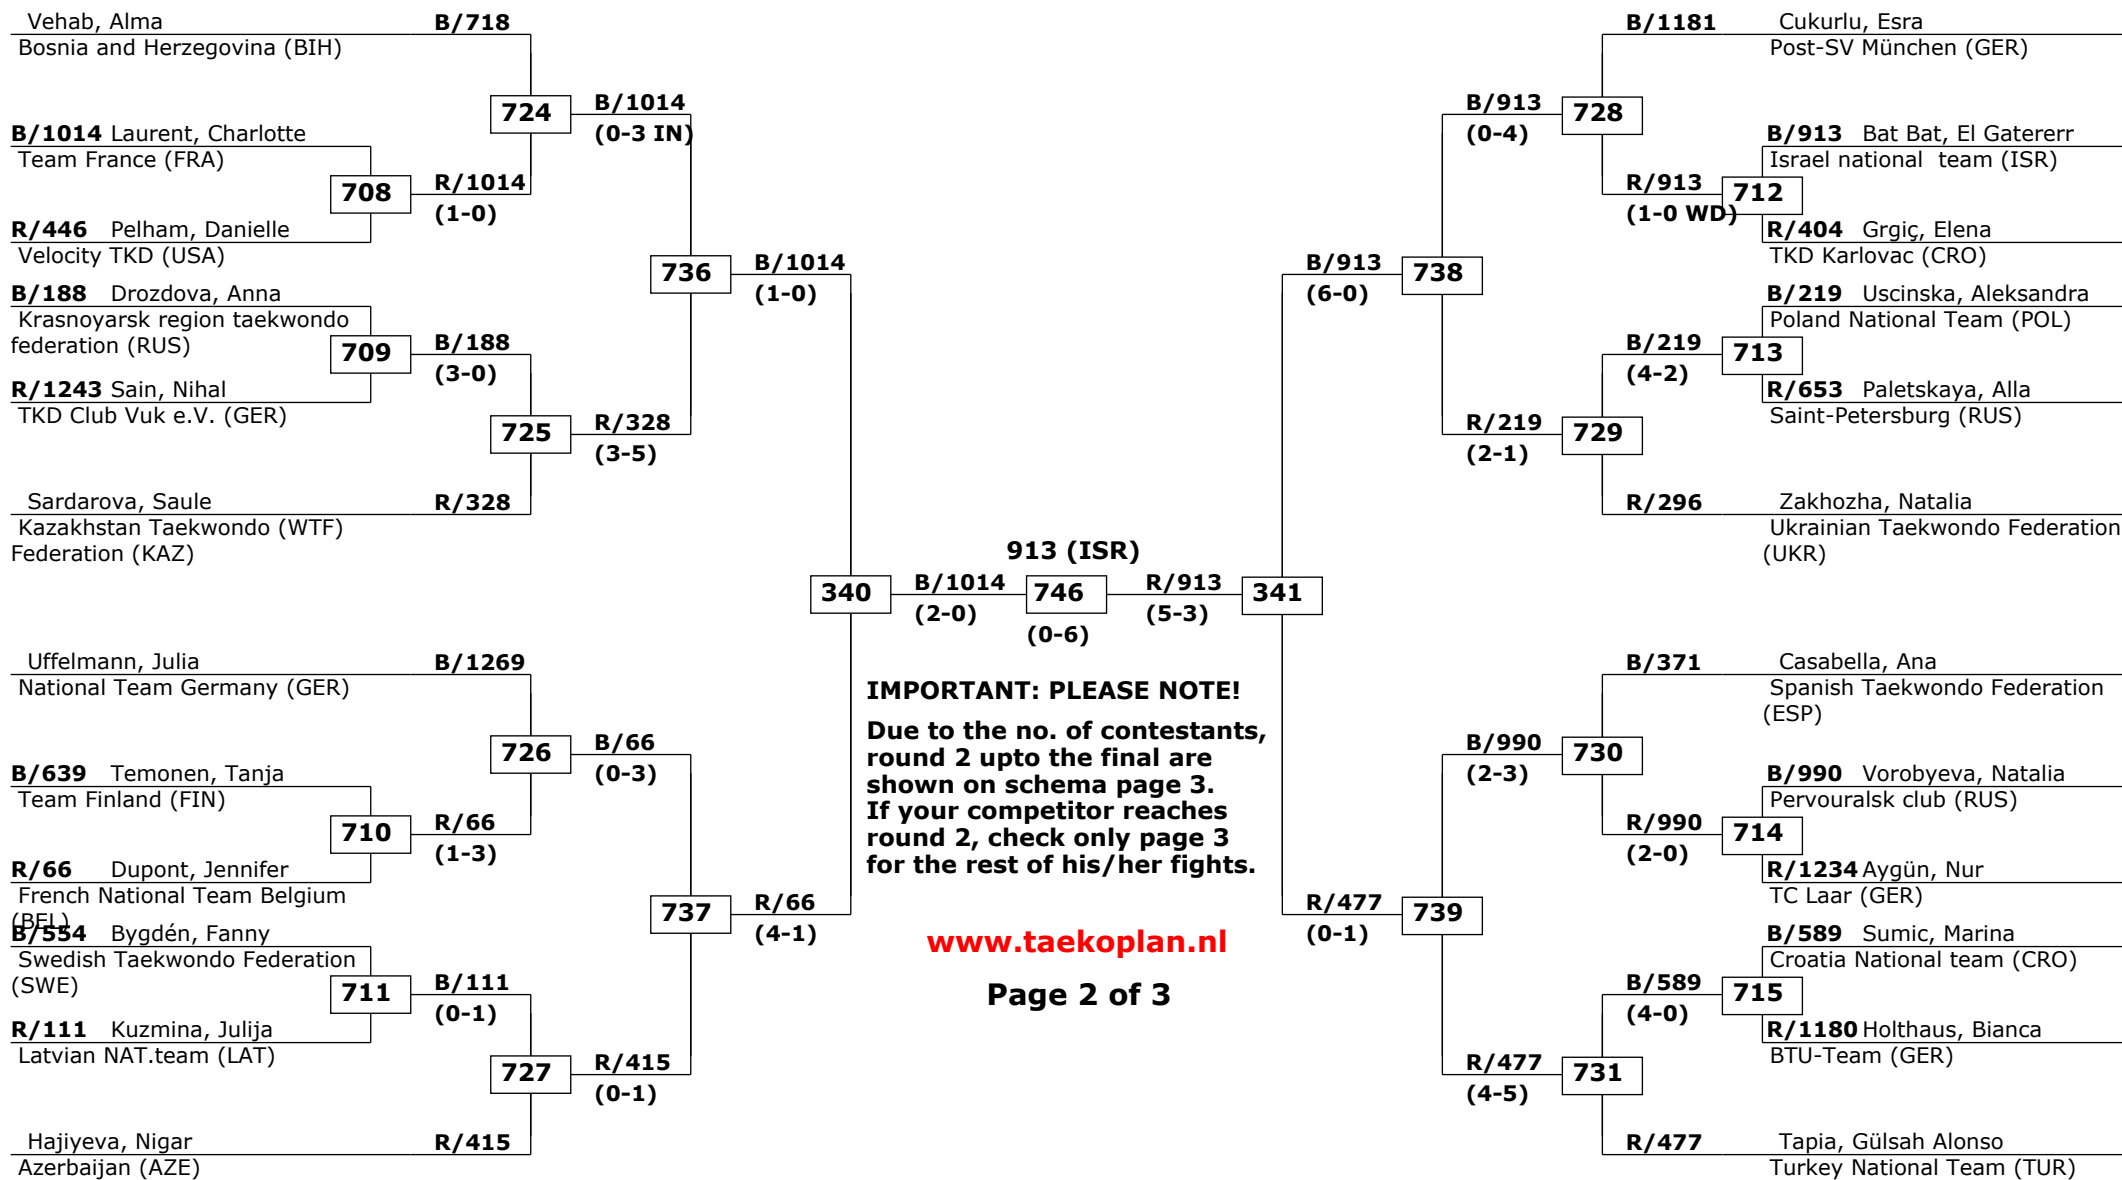 Vehab, Alma B/718
Bosnia and Herzegovina (BIH)
724 B/1014
(0-3 IN)
B/1014 Laurent, Charlotte
Team France (FRA)
708 R/1014
(1-0)
R/446 Pelham, Danielle
Velocity TKD (USA)
736 B/1014
(1-0)
B/188 Drozdova, Anna
Krasnoyarsk region taekwondo
federation (RUS)
709 B/188
(3-0)
R/1243 Sain, Nihal
TKD Club Vuk e.V. (GER)
725 R/328
(3-5)
Sardarova, Saule R/328
Kazakhstan Taekwondo (WTF)
Federation (KAZ)
340 B/1014
(2-0)
Uffelmann, Julia B/1269
National Team Germany (GER)
726 B/66
(0-3)
B/639 Temonen, Tanja
Team Finland (FIN)
710 R/66
(1-3)
R/66 Dupont, Jennifer
French National Team Belgium
(BEL)
737 R/66
(4-1)
B/554 Bygdén, Fanny
Swedish Taekwondo Federation
(SWE)
711 B/111
(0-1)
R/111 Kuzmina, Julija
Latvian NAT.team (LAT)
727 R/415
(0-1)
Hajiyeva, Nigar R/415
Azerbaijan (AZE)
913 (ISR)
746
(0-6)
IMPORTANT: PLEASE NOTE!
Due to the no. of contestants,
round 2 upto the final are
shown on schema page 3.
If your competitor reaches
round 2, check only page 3
for the rest of his/her fights.
www.taekoplan.nl
Page 2 of 3
B/1181 Cukurlu, Esra
Post-SV München (GER)
B/913 728
(0-4)
B/913 Bat Bat, El Gatererr
Israel national team (ISR)
R/913 712
(1-0 WD)
R/404 Grgiç, Elena
TKD Karlovac (CRO)
B/913 738
(6-0)
B/219 Uscinska, Aleksandra
Poland National Team (POL)
B/219 713
(4-2)
R/653 Paletskaya, Alla
Saint-Petersburg (RUS)
R/219 729
(2-1)
R/296 Zakhozha, Natalia
Ukrainian Taekwondo Federation
(UKR)
R/913 341
(5-3)
B/371 Casabella, Ana
Spanish Taekwondo Federation
(ESP)
B/990 730
(2-3)
B/990 Vorobyeva, Natalia
Pervouralsk club (RUS)
R/990 714
(2-0)
R/1234 Aygün, Nur
TC Laar (GER)
R/477 739
(0-1)
B/589 Sumic, Marina
Croatia National team (CRO)
B/589 715
(4-0)
R/1180 Holthaus, Bianca
BTU-Team (GER)
R/477 731
(4-5)
R/477 Tapia, Gülsah Alonso
Turkey National Team (TUR)